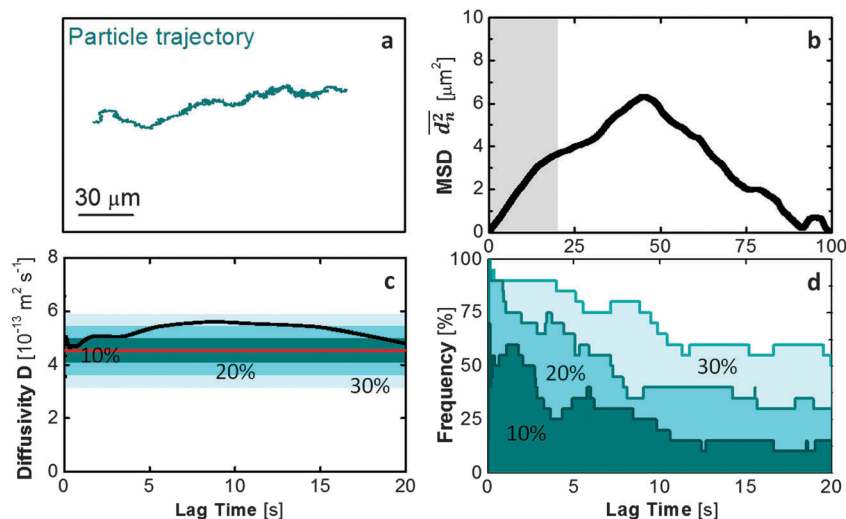 Particle trajectory
a
30 μm
b
MSD d̅ₙ² [μm²]
10
8
6
4
2
0
0 25 50 75 100
c
Diffusivity D [10⁻¹³ m² s⁻¹]
8
6
4
2
0
10%
20%
30%
0 5 10 15 20
Lag Time [s]
d
Frequency [%]
100
75
50
25
0
30%
20%
10%
0 5 10 15 20
Lag Time [s]